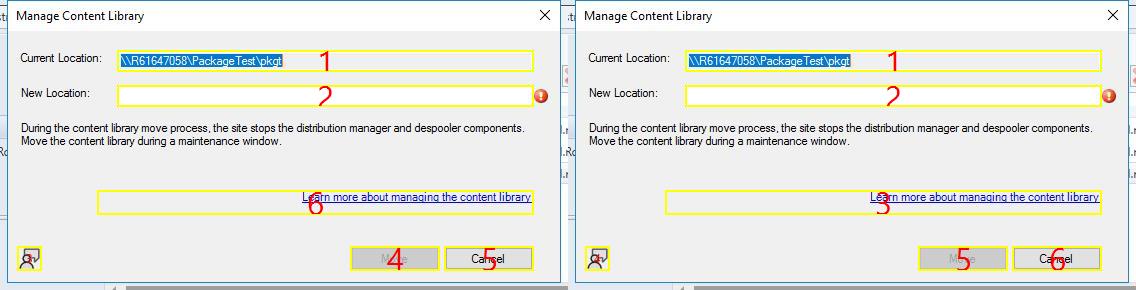 Manage Content Library
Current Location: \\R61647058\PackageTest\pkgt 1
New Location: 2
During the content library move process, the site stops the distribution manager and despooler components.
Move the content library during a maintenance window.
Learn more about managing the content library 6
4 Cancel 5
Manage Content Library
Current Location: \\R61647058\PackageTest\pkgt 1
New Location: 2
During the content library move process, the site stops the distribution manager and despooler components.
Move the content library during a maintenance window.
Learn more about managing the content library 3
5 Cancel 6